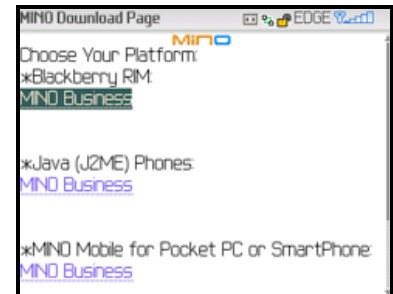 MINO Download Page EDGE
MINO
Choose Your Platform:
*Blackberry RIM:
MINO Business
*Java (J2ME) Phones:
MINO Business
*MINO Mobile for Pocket PC or SmartPhone:
MINO Business